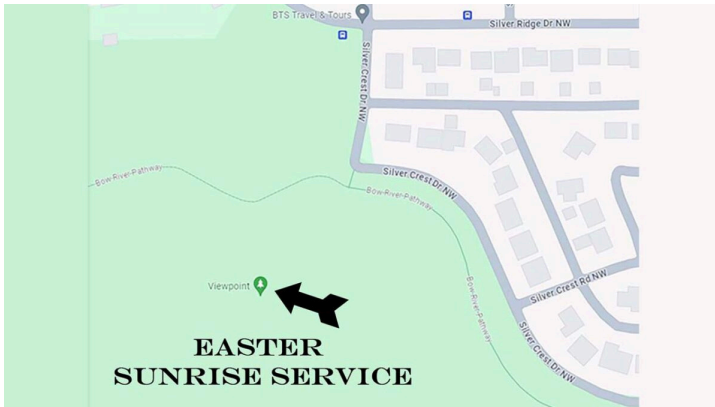 BTS Travel & Tours
Silver Ridge Dr NW
Silver Crest Dr NW
Silver Crest Dr NW
Bow River Pathway
Bow River Pathway
Viewpoint
Bow River Pathway
Silver Crest Rd NW
Silver Crest Dr NW
EASTER
SUNRISE SERVICE